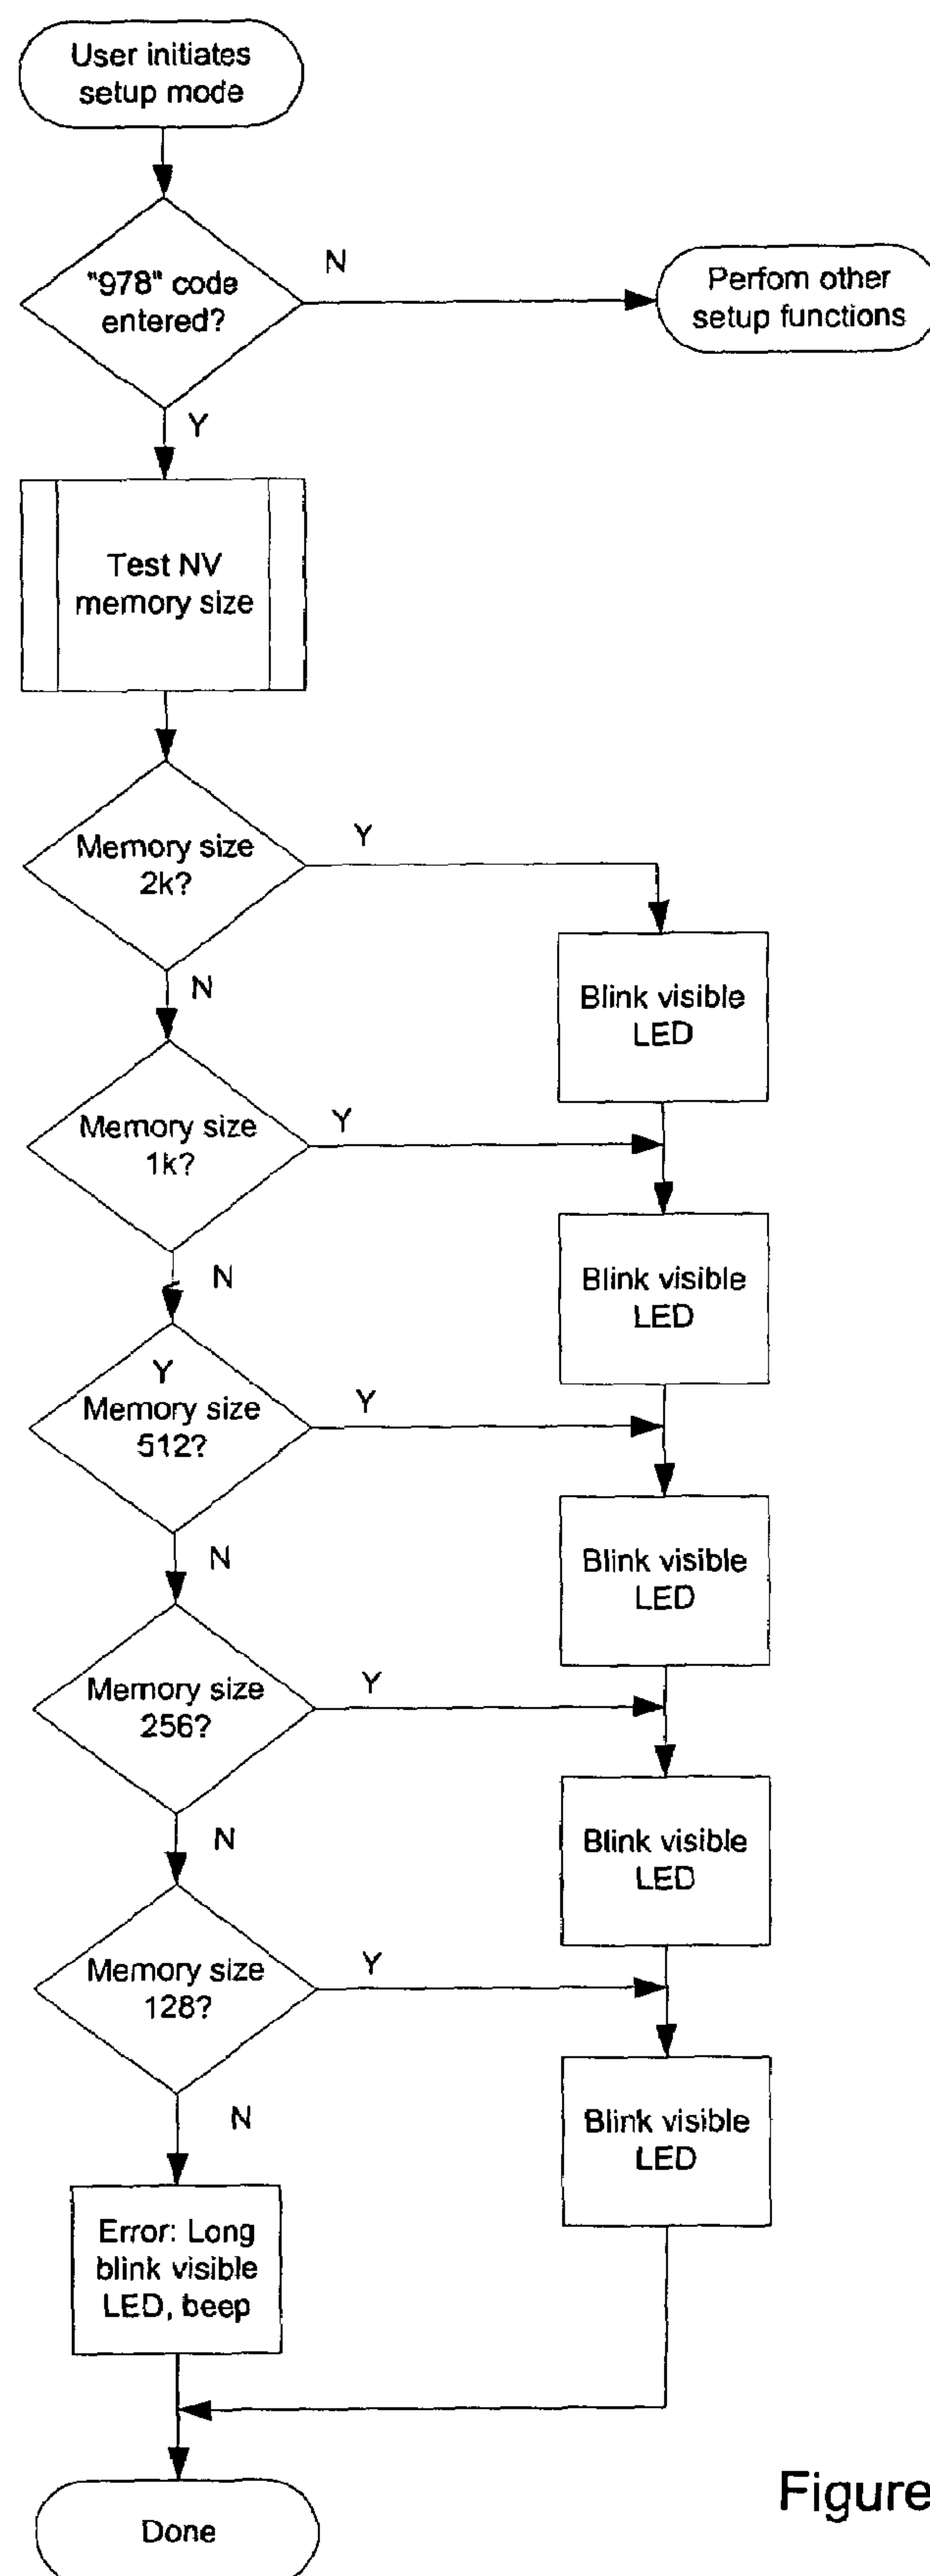 User initiates
setup mode
"978" code
entered?
N
Perfom other
setup functions
Y
Test NV
memory size
Memory size
2k?
Y
Blink visible
LED
N
Memory size
1k?
Y
Blink visible
LED
N
Y
Memory size
512?
Y
Blink visible
LED
N
Memory size
256?
Y
Blink visible
LED
N
Memory size
128?
Y
Blink visible
LED
N
Error: Long
blink visible
LED, beep
Done
Figure